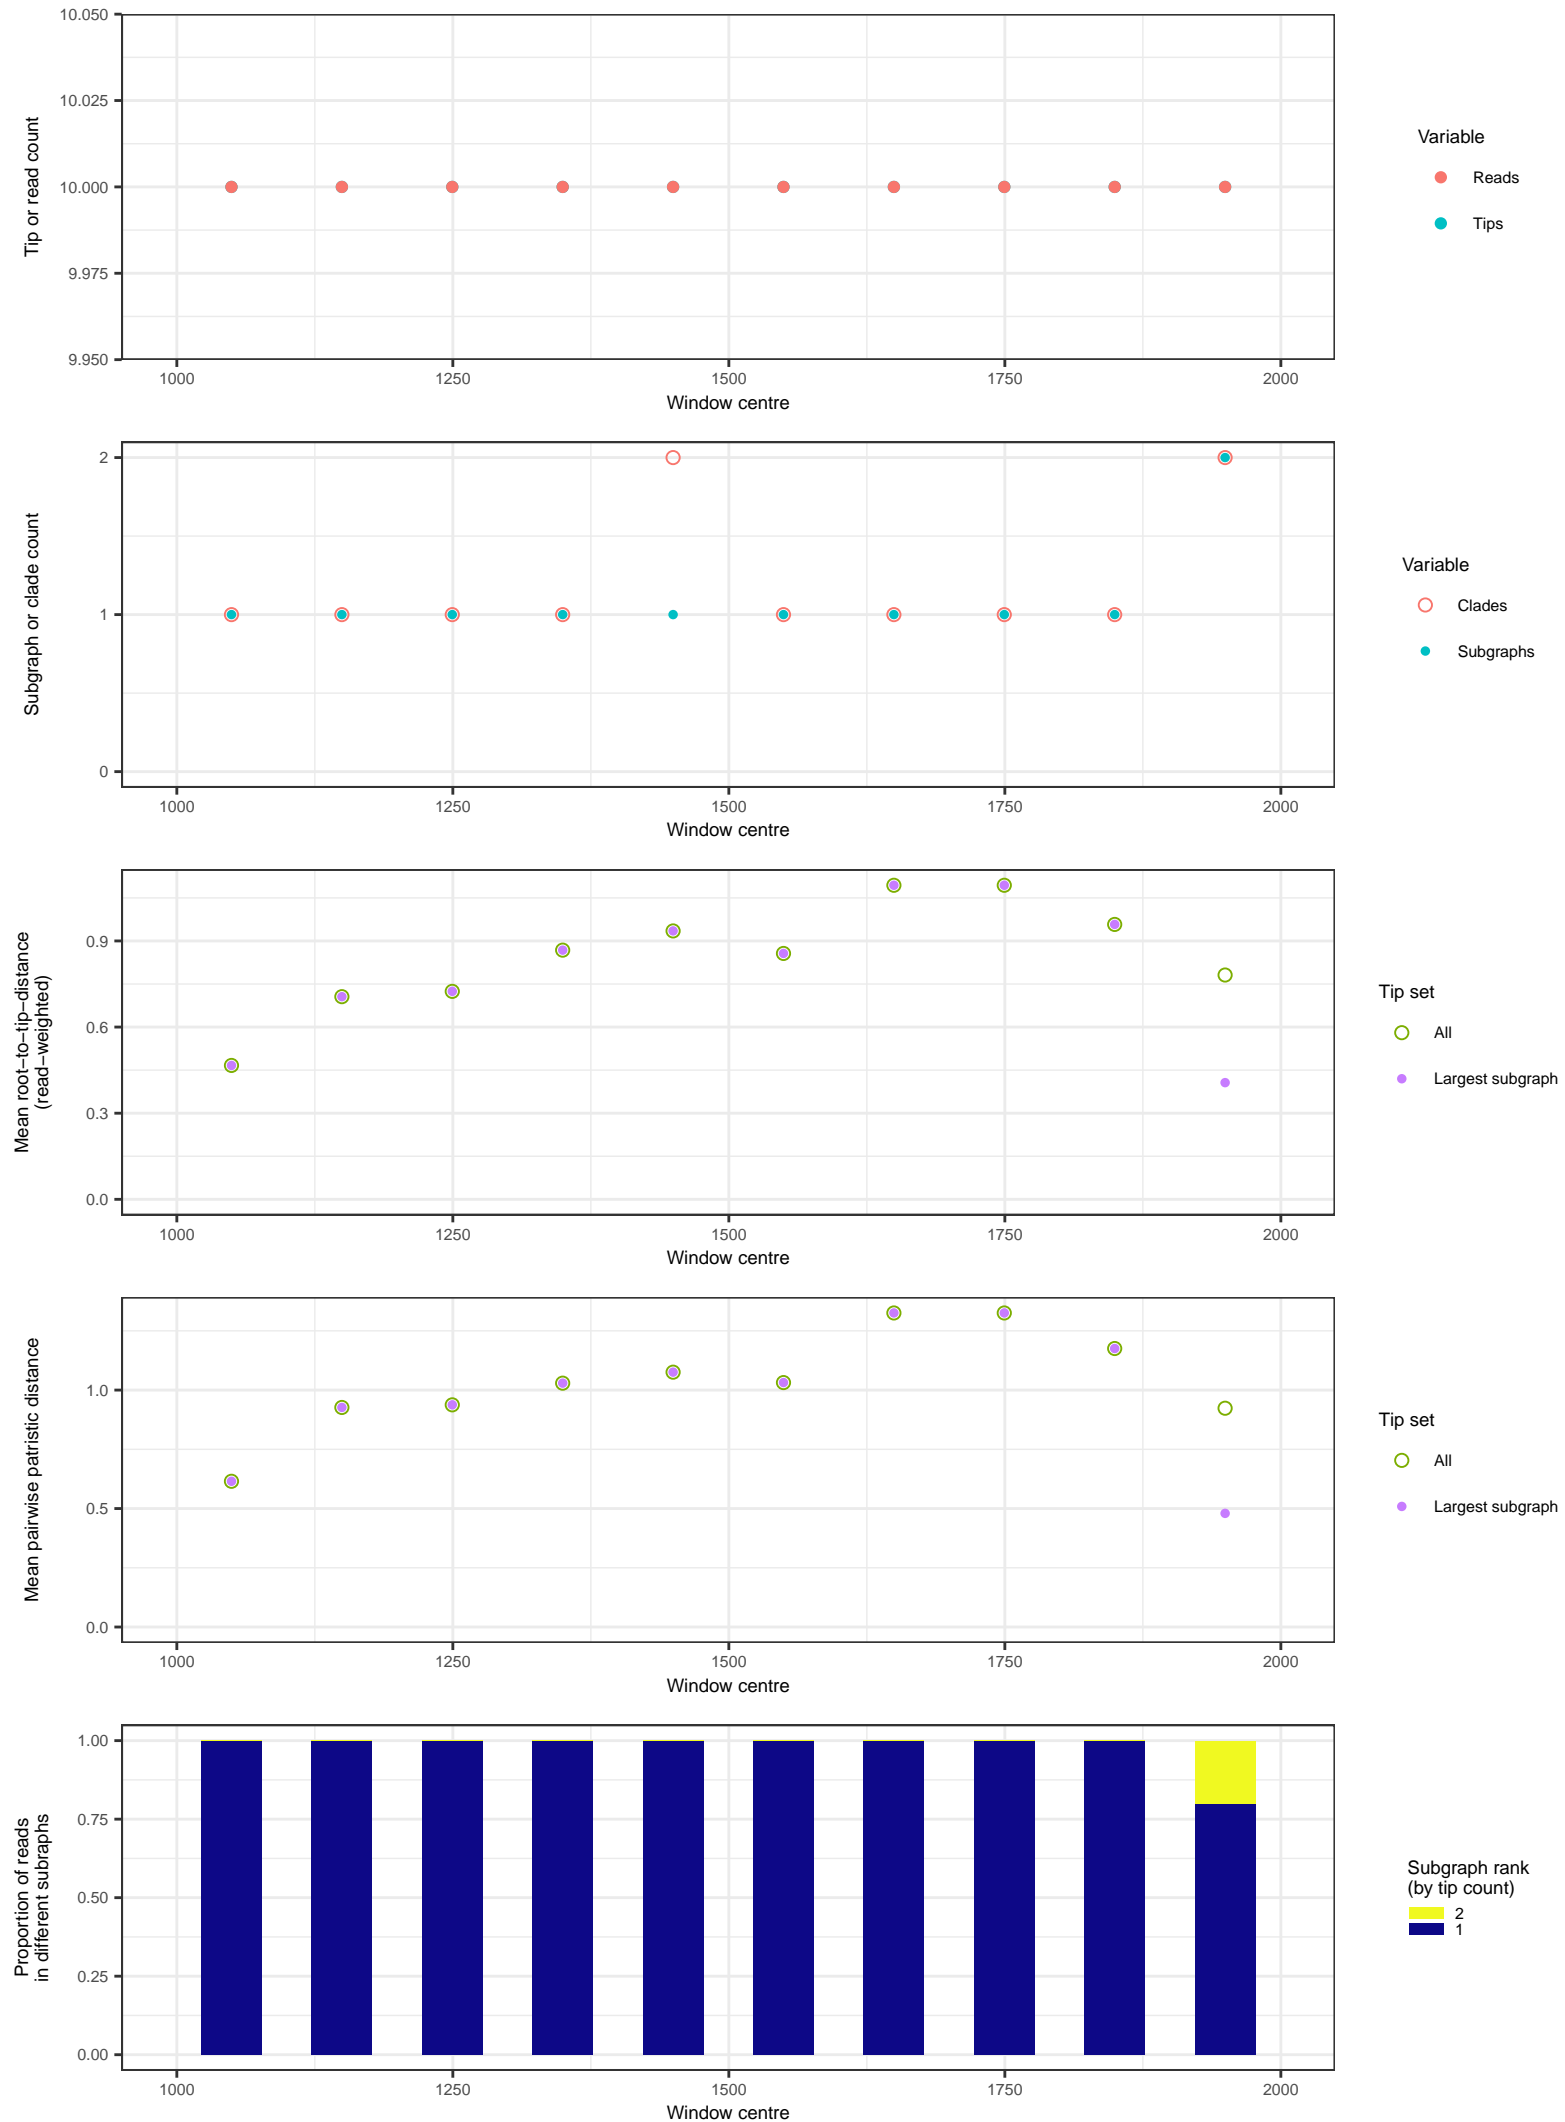 10.050
10.025
10.000
9.975
9.950
Tip or read count
1000 1250 1500 1750 2000
Window centre
Variable
Reads
Tips
2
1
0
Subgraph or clade count
1000 1250 1500 1750 2000
Window centre
Variable
Clades
Subgraphs
0.9
0.6
0.3
0.0
Mean root−to−tip−distance
(read−weighted)
1000 1250 1500 1750 2000
Window centre
Tip set
All
Largest subgraph
1.0
0.5
0.0
Mean pairwise patristic distance
1000 1250 1500 1750 2000
Window centre
Tip set
All
Largest subgraph
1.00
0.75
0.50
0.25
0.00
Proportion of reads
in different subraphs
1000 1250 1500 1750 2000
Window centre
Subgraph rank
(by tip count)
2
1